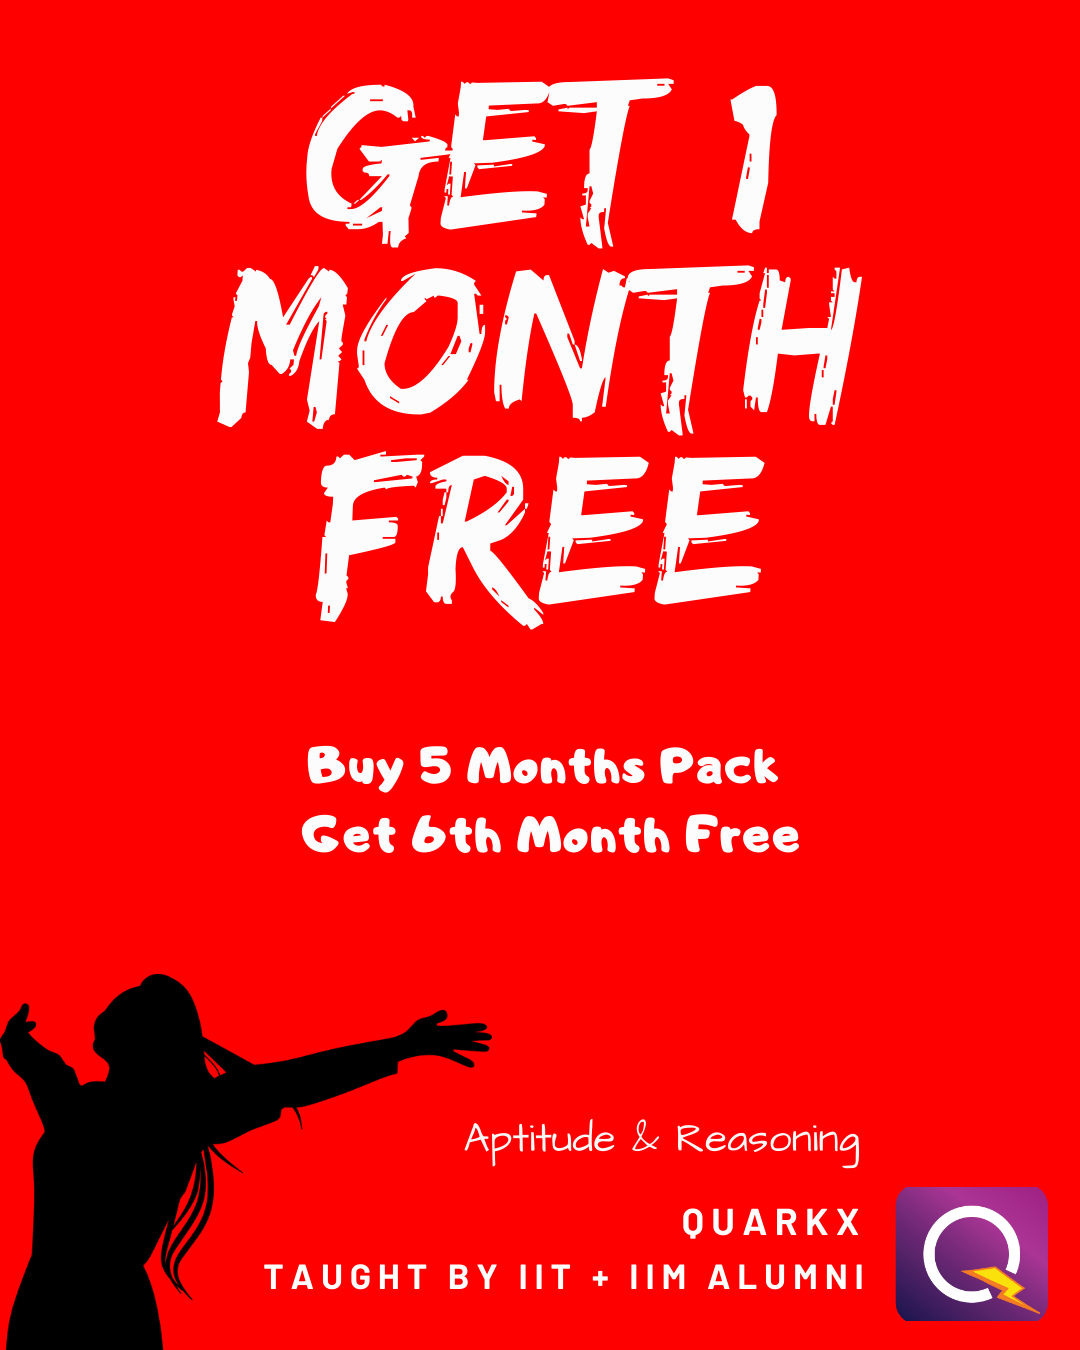 GET 1
MONTH
FREE
Buy 5 Months Pack
Get 6th Month Free
Aptitude & Reasoning
QUARKX
TAUGHT BY IIT + IIM ALUMNI